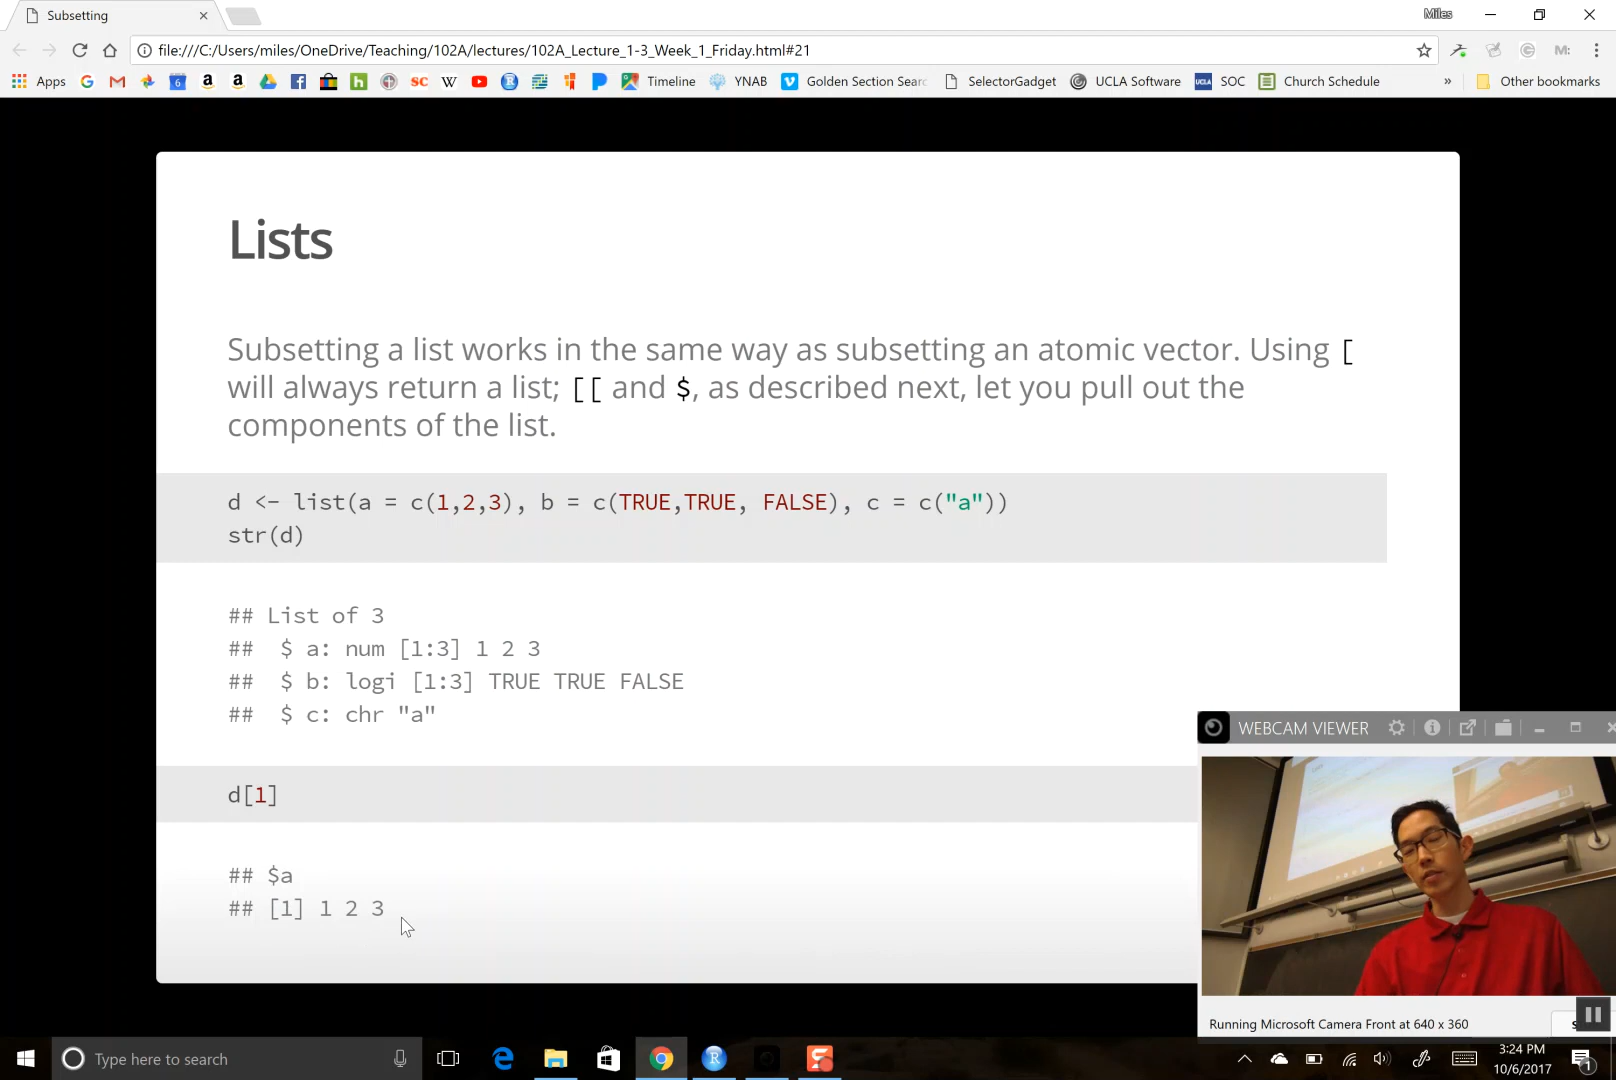 Subsetting
Miles
file:///C:/Users/miles/OneDrive/Teaching/102A/lectures/102A_Lecture_1-3_Week_1_Friday.html#21
Apps
Timeline
YNAB
Golden Section Searc
SelectorGadget
UCLA Software
SOC
Church Schedule
»
Other bookmarks
Lists
Subsetting a list works in the same way as subsetting an atomic vector. Using [
will always return a list; [[ and $, as described next, let you pull out the
components of the list.
d <- list(a = c(1,2,3), b = c(TRUE,TRUE, FALSE), c = c("a"))
str(d)
## List of 3
##  $ a: num [1:3] 1 2 3
##  $ b: logi [1:3] TRUE TRUE FALSE
##  $ c: chr "a"
d[1]
## $a
## [1] 1 2 3
WEBCAM VIEWER
Running Microsoft Camera Front at 640 x 360
Type here to search
3:24 PM
10/6/2017